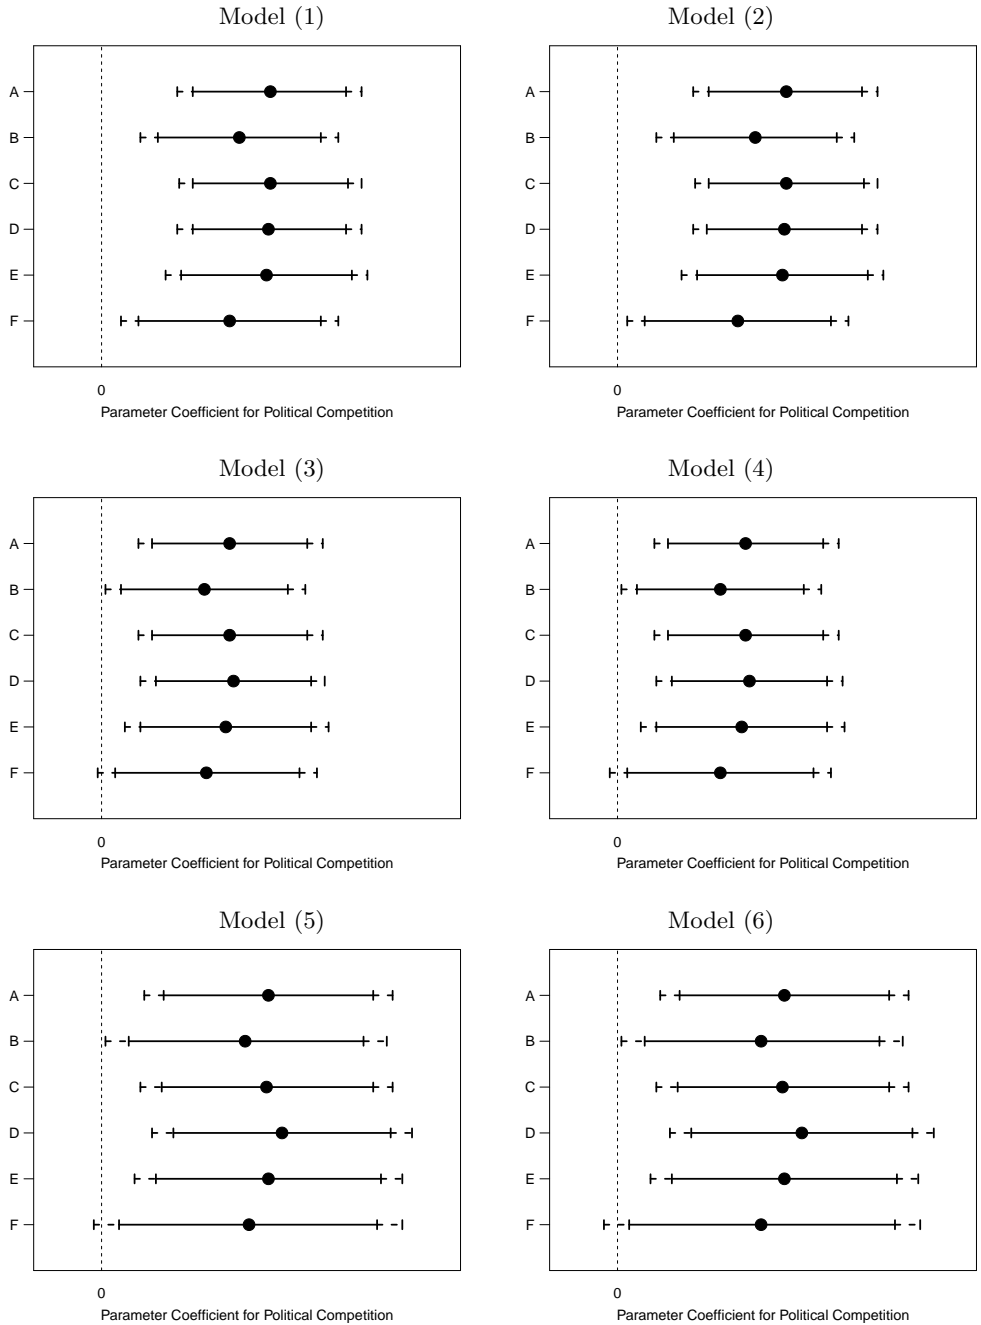 Model (1)
A
B
C
D
E
F
0
Parameter Coefficient for Political Competition
Model (2)
A
B
C
D
E
F
0
Parameter Coefficient for Political Competition
Model (3)
A
B
C
D
E
F
0
Parameter Coefficient for Political Competition
Model (4)
A
B
C
D
E
F
0
Parameter Coefficient for Political Competition
Model (5)
A
B
C
D
E
F
0
Parameter Coefficient for Political Competition
Model (6)
A
B
C
D
E
F
0
Parameter Coefficient for Political Competition